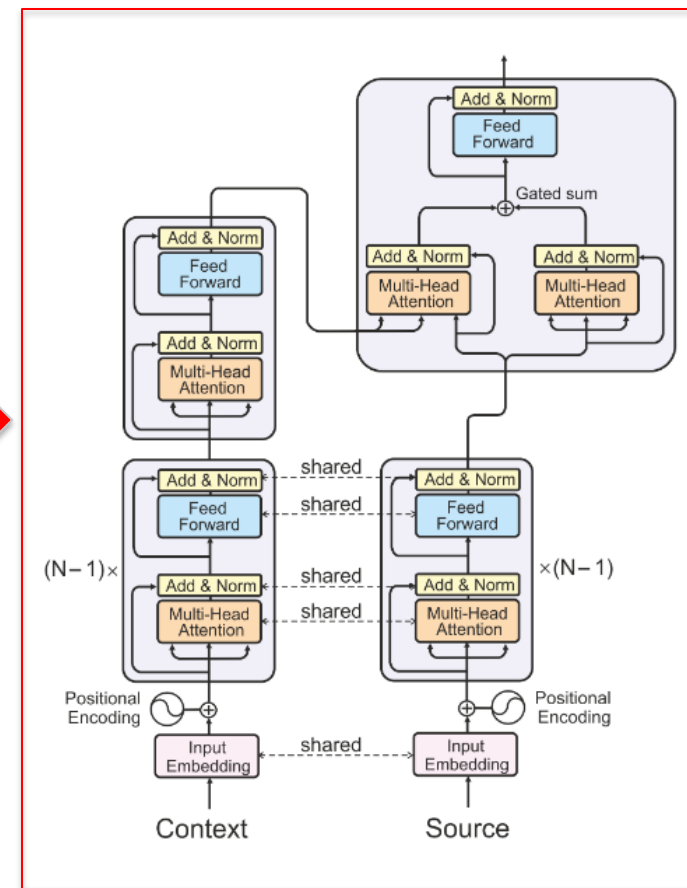 Add & Norm
Feed
Forward
Gated sum
Add & Norm
Multi-Head
Attention
Add & Norm
Multi-Head
Attention
Add & Norm
Feed
Forward
Add & Norm
Multi-Head
Attention
(N−1)×
Add & Norm
Feed
Forward
Add & Norm
Multi-Head
Attention
shared
shared
shared
shared
Add & Norm
Feed
Forward
Add & Norm
Multi-Head
Attention
×(N−1)
Positional
Encoding
Positional
Encoding
Input
Embedding
shared
Input
Embedding
Context
Source